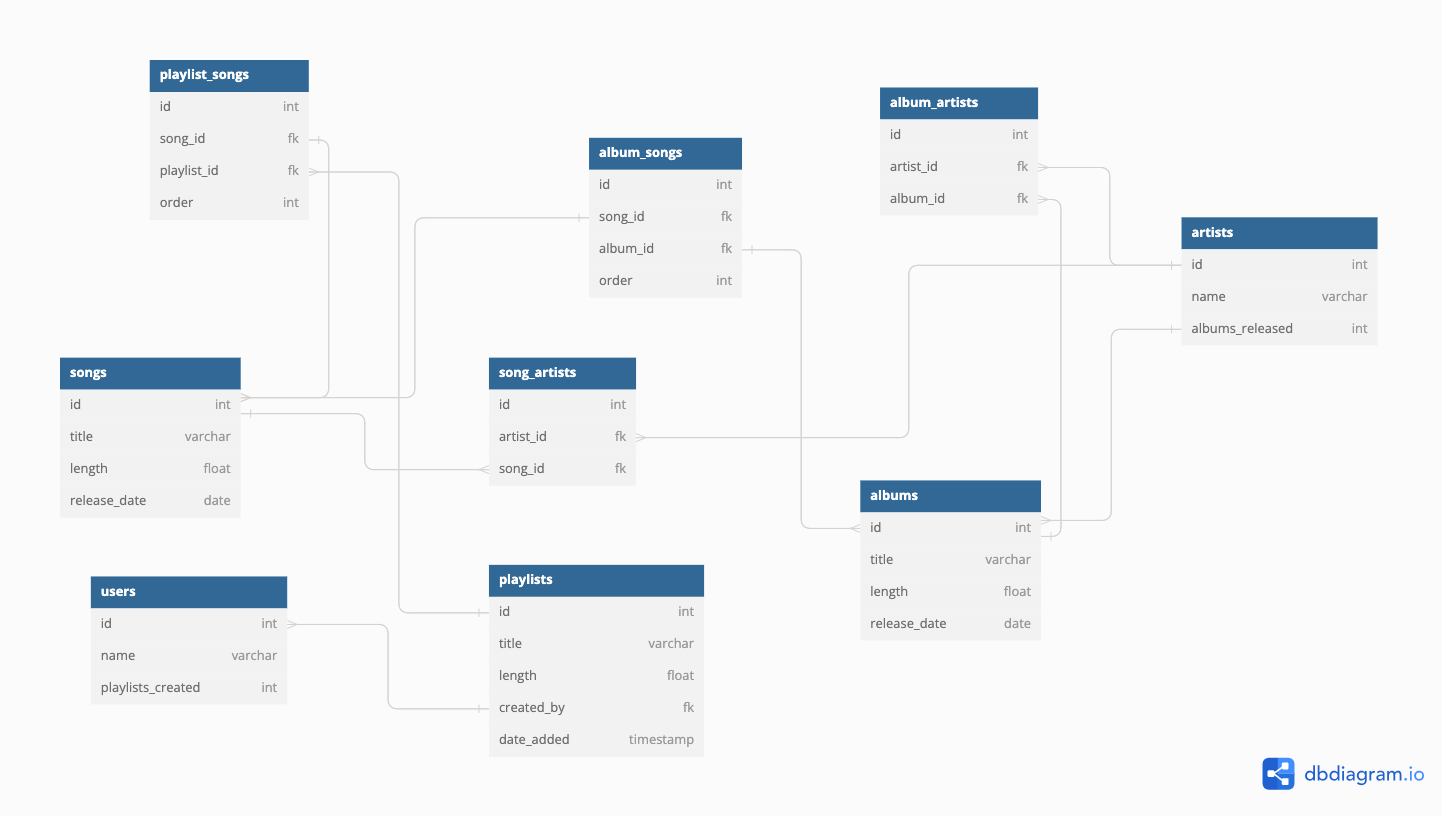 playlist_songs
id int
song_id fk
playlist_id fk
order int
album_songs
id int
song_id fk
album_id fk
order int
album_artists
id int
artist_id fk
album_id fk
artists
id int
name varchar
albums_released int
songs
id int
title varchar
length float
release_date date
song_artists
id int
artist_id fk
song_id fk
albums
id int
title varchar
length float
release_date date
users
id int
name varchar
playlists_created int
playlists
id int
title varchar
length float
created_by fk
date_added timestamp
dbdiagram.io